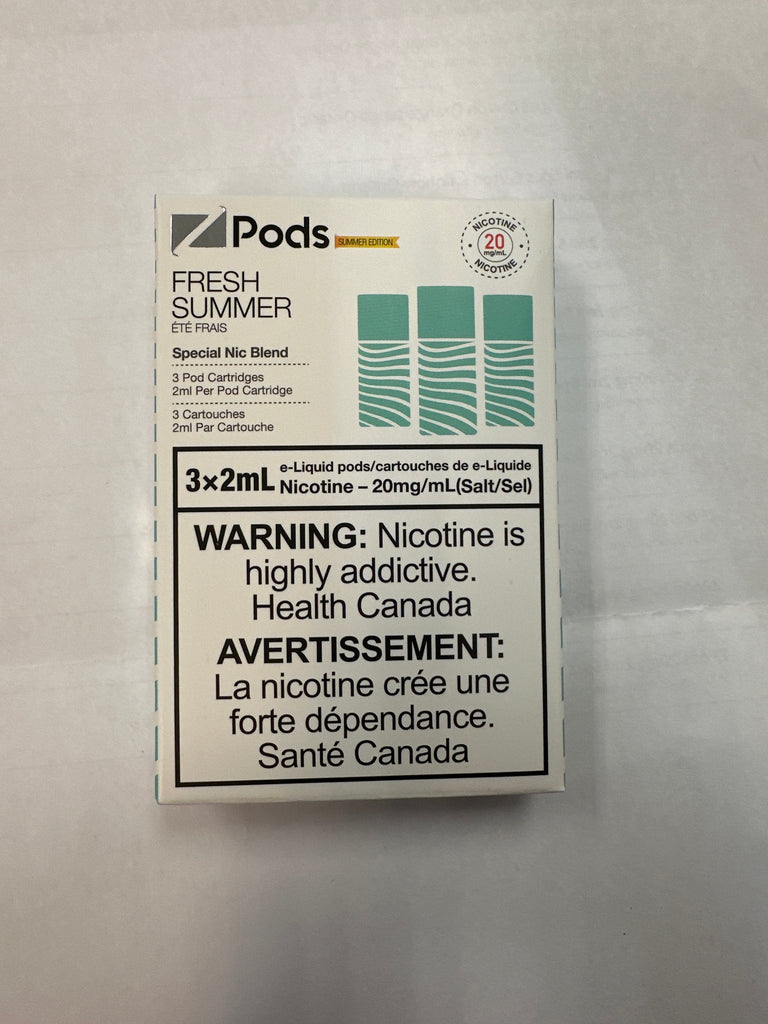 Z Pods SUMMER EDITION
NICOTINE
20
mg/mL
NICOTINE
FRESH
SUMMER
ÉTÉ FRAIS
Special Nic Blend
3 Pod Cartridges
2ml Per Pod Cartridge
3 Cartouches
2ml Par Cartouche
3×2mL e-Liquid pods/cartouches de e-Liquide
Nicotine – 20mg/mL(Salt/Sel)
WARNING: Nicotine is
highly addictive.
Health Canada
AVERTISSEMENT:
La nicotine crée une
forte dépendance.
Santé Canada